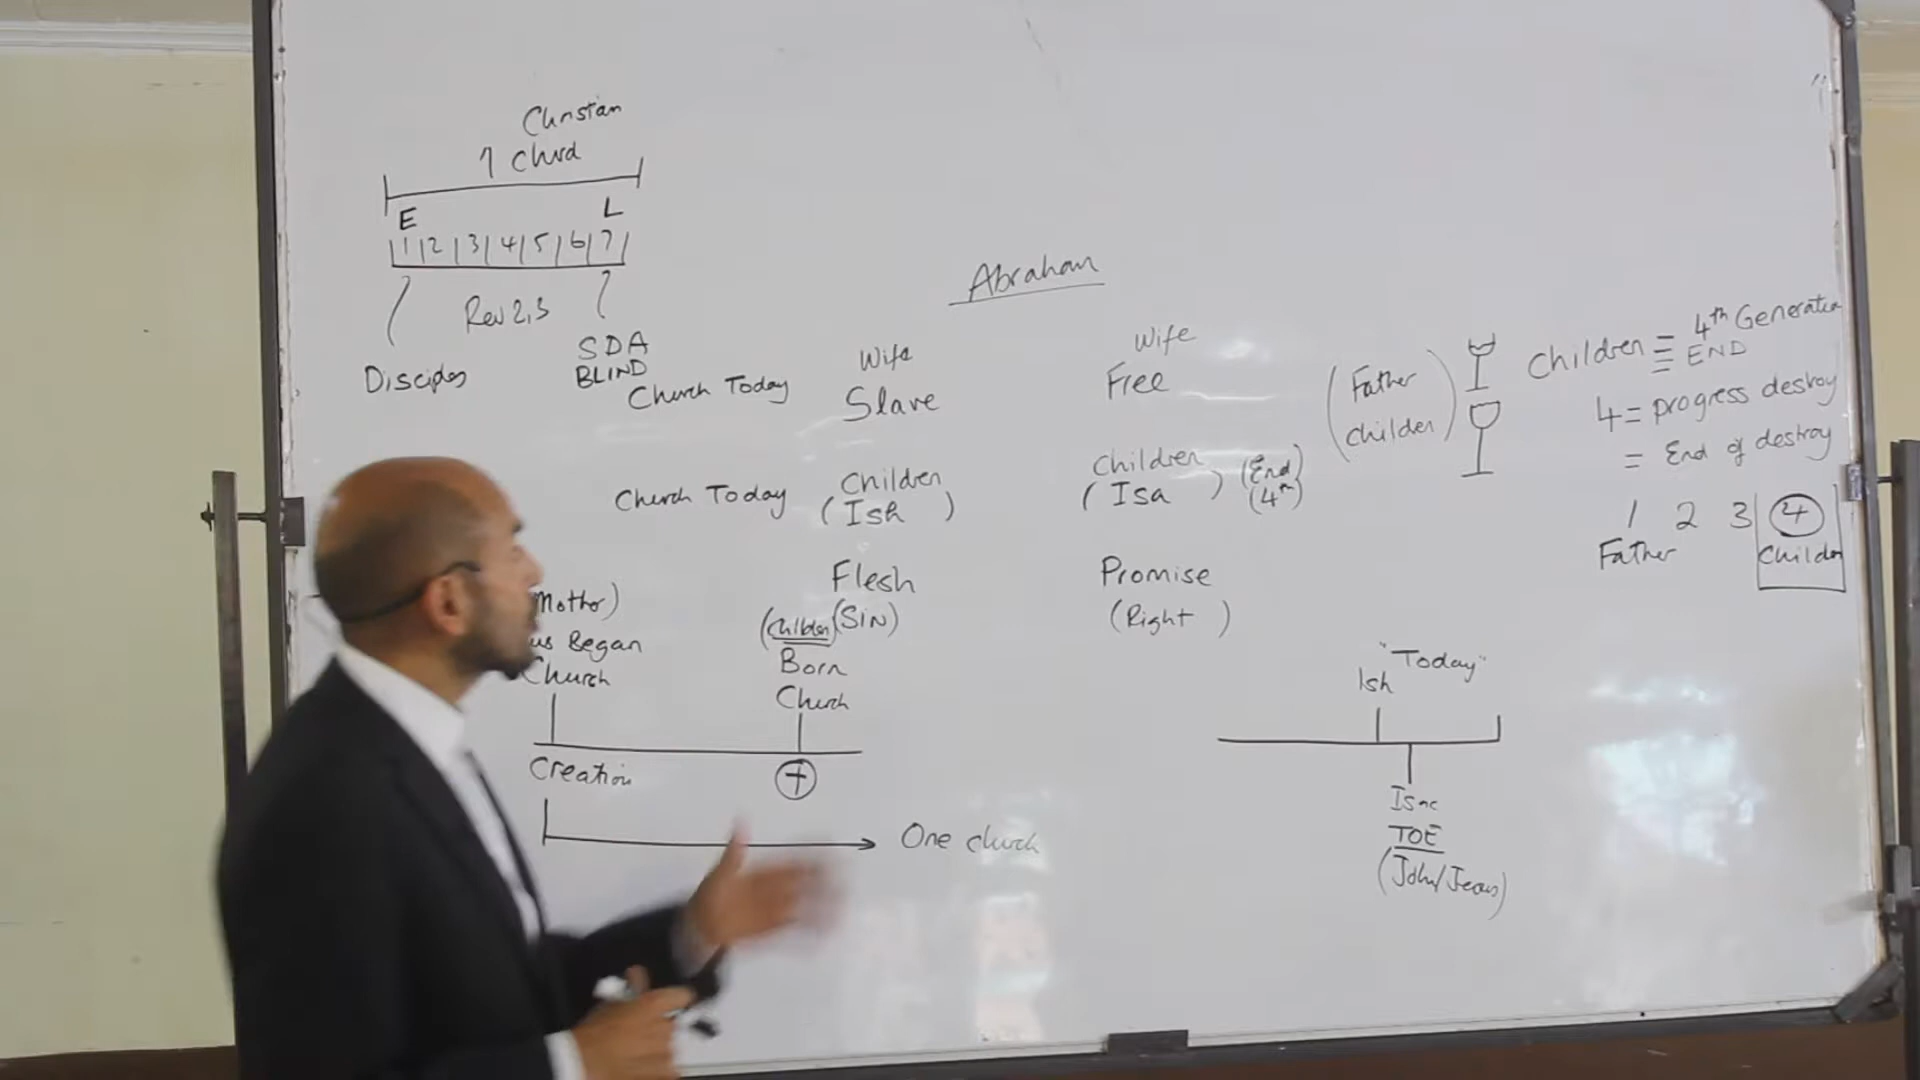 Christian
7 Churd
E L
1 2 3 4 5 6 7
Rev 2,3
Disciples
SDA
BLIND
Abraham
Church Today
Wife
Slave
Wife
Free
Church Today
Children
(Ish)
Children
(Isa)
(End)
(4th)
Flesh
(SIN)
Promise
(Right)
(Father
Children)
Children = 4th Generation
= END
4 = progress destroy
= End of destroy
1 2 3 4
Father Children
Mother)
us Began
Church
(Children)
Born
Church
Creation
+
One church
"Today"
Ish
Isac
TOE
(John/Jesus)